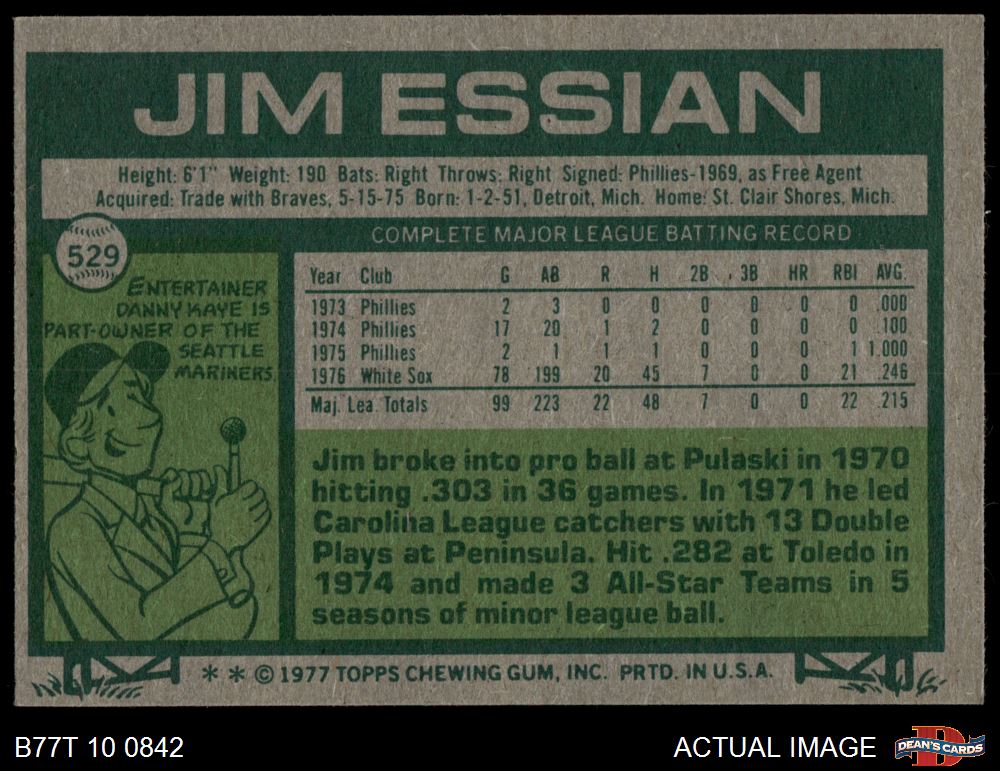 JIM ESSIAN
Height: 6'1" Weight: 190 Bats: Right Throws: Right Signed: Phillies-1969, as Free Agent
Acquired: Trade with Braves, 5-15-75 Born: 1-2-51, Detroit, Mich. Home: St. Clair Shores, Mich.
529
ENTERTAINER
DANNY KAYE IS
PART-OWNER OF THE
SEATTLE
MARINERS
COMPLETE MAJOR LEAGUE BATTING RECORD
Year Club G AB R H 2B 3B HR RBI AVG.
1973 Phillies 2 3 0 0 0 0 0 0 .000
1974 Phillies 17 20 1 2 0 0 0 0 .100
1975 Phillies 2 1 1 1 0 0 0 1 1.000
1976 White Sox 78 199 20 45 7 0 0 21 .246
Maj. Lea. Totals 99 223 22 48 7 0 0 22 .215
Jim broke into pro ball at Pulaski in 1970
hitting .303 in 36 games. In 1971 he led
Carolina League catchers with 13 Double
Plays at Peninsula. Hit .282 at Toledo in
1974 and made 3 All-Star Teams in 5
seasons of minor league ball.
* * © 1977 TOPPS CHEWING GUM, INC. PRTD. IN U.S.A.
B77T 10 0842
ACTUAL IMAGE
D
DEAN'S CARDS